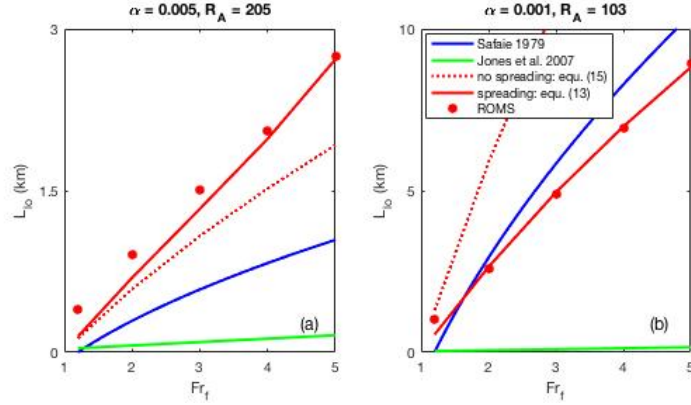 α = 0.005, R_A = 205
3
1.5
0
L_lo (km)
1
2
3
4
5
Fr_f
(a)
α = 0.001, R_A = 103
10
5
0
L_lo (km)
1
2
3
4
5
Fr_f
(b)
Safaie 1979
Jones et al. 2007
no spreading: equ. (15)
spreading: equ. (13)
ROMS